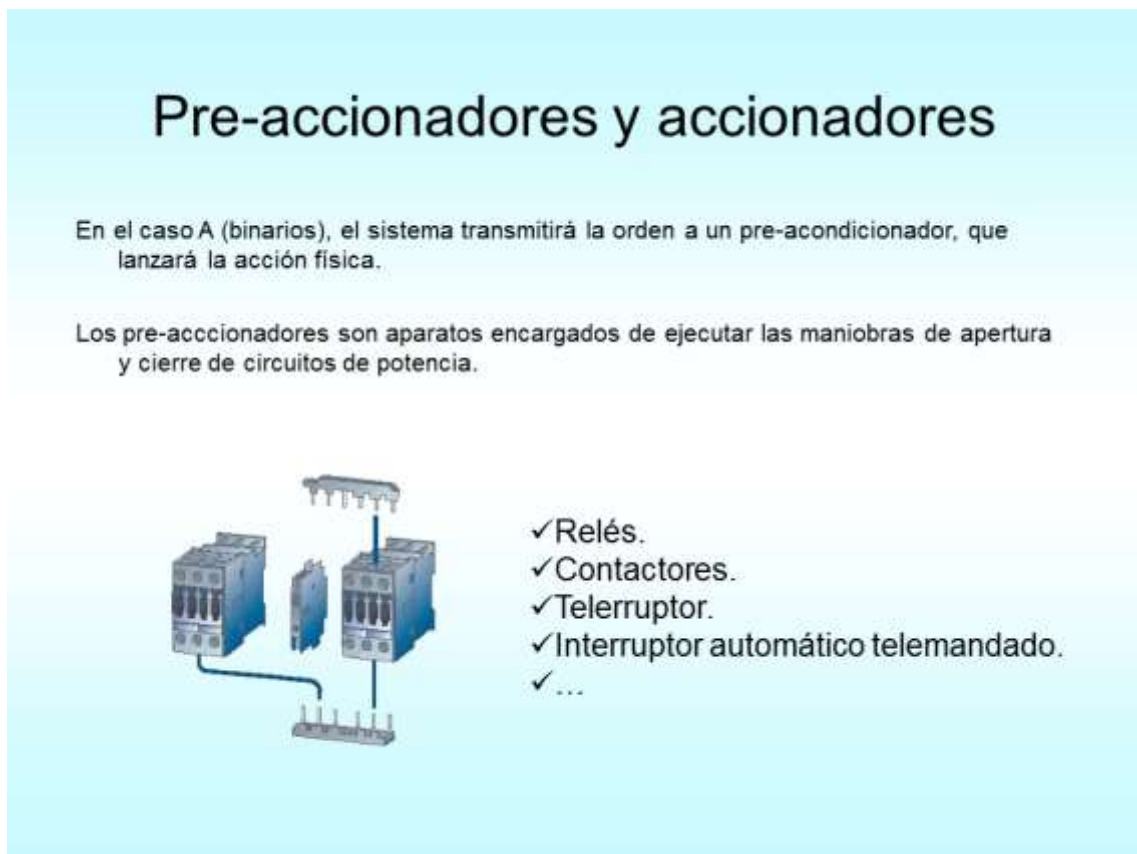 Pre-accionadores y accionadores
En el caso A (binarios), el sistema transmitirá la orden a un pre-acondicionador, que
lanzará la acción física.
Los pre-acccionadores son aparatos encargados de ejecutar las maniobras de apertura
y cierre de circuitos de potencia.
✓Relés.
✓Contactores.
✓Telerruptor.
✓Interruptor automático telemandado.
✓…